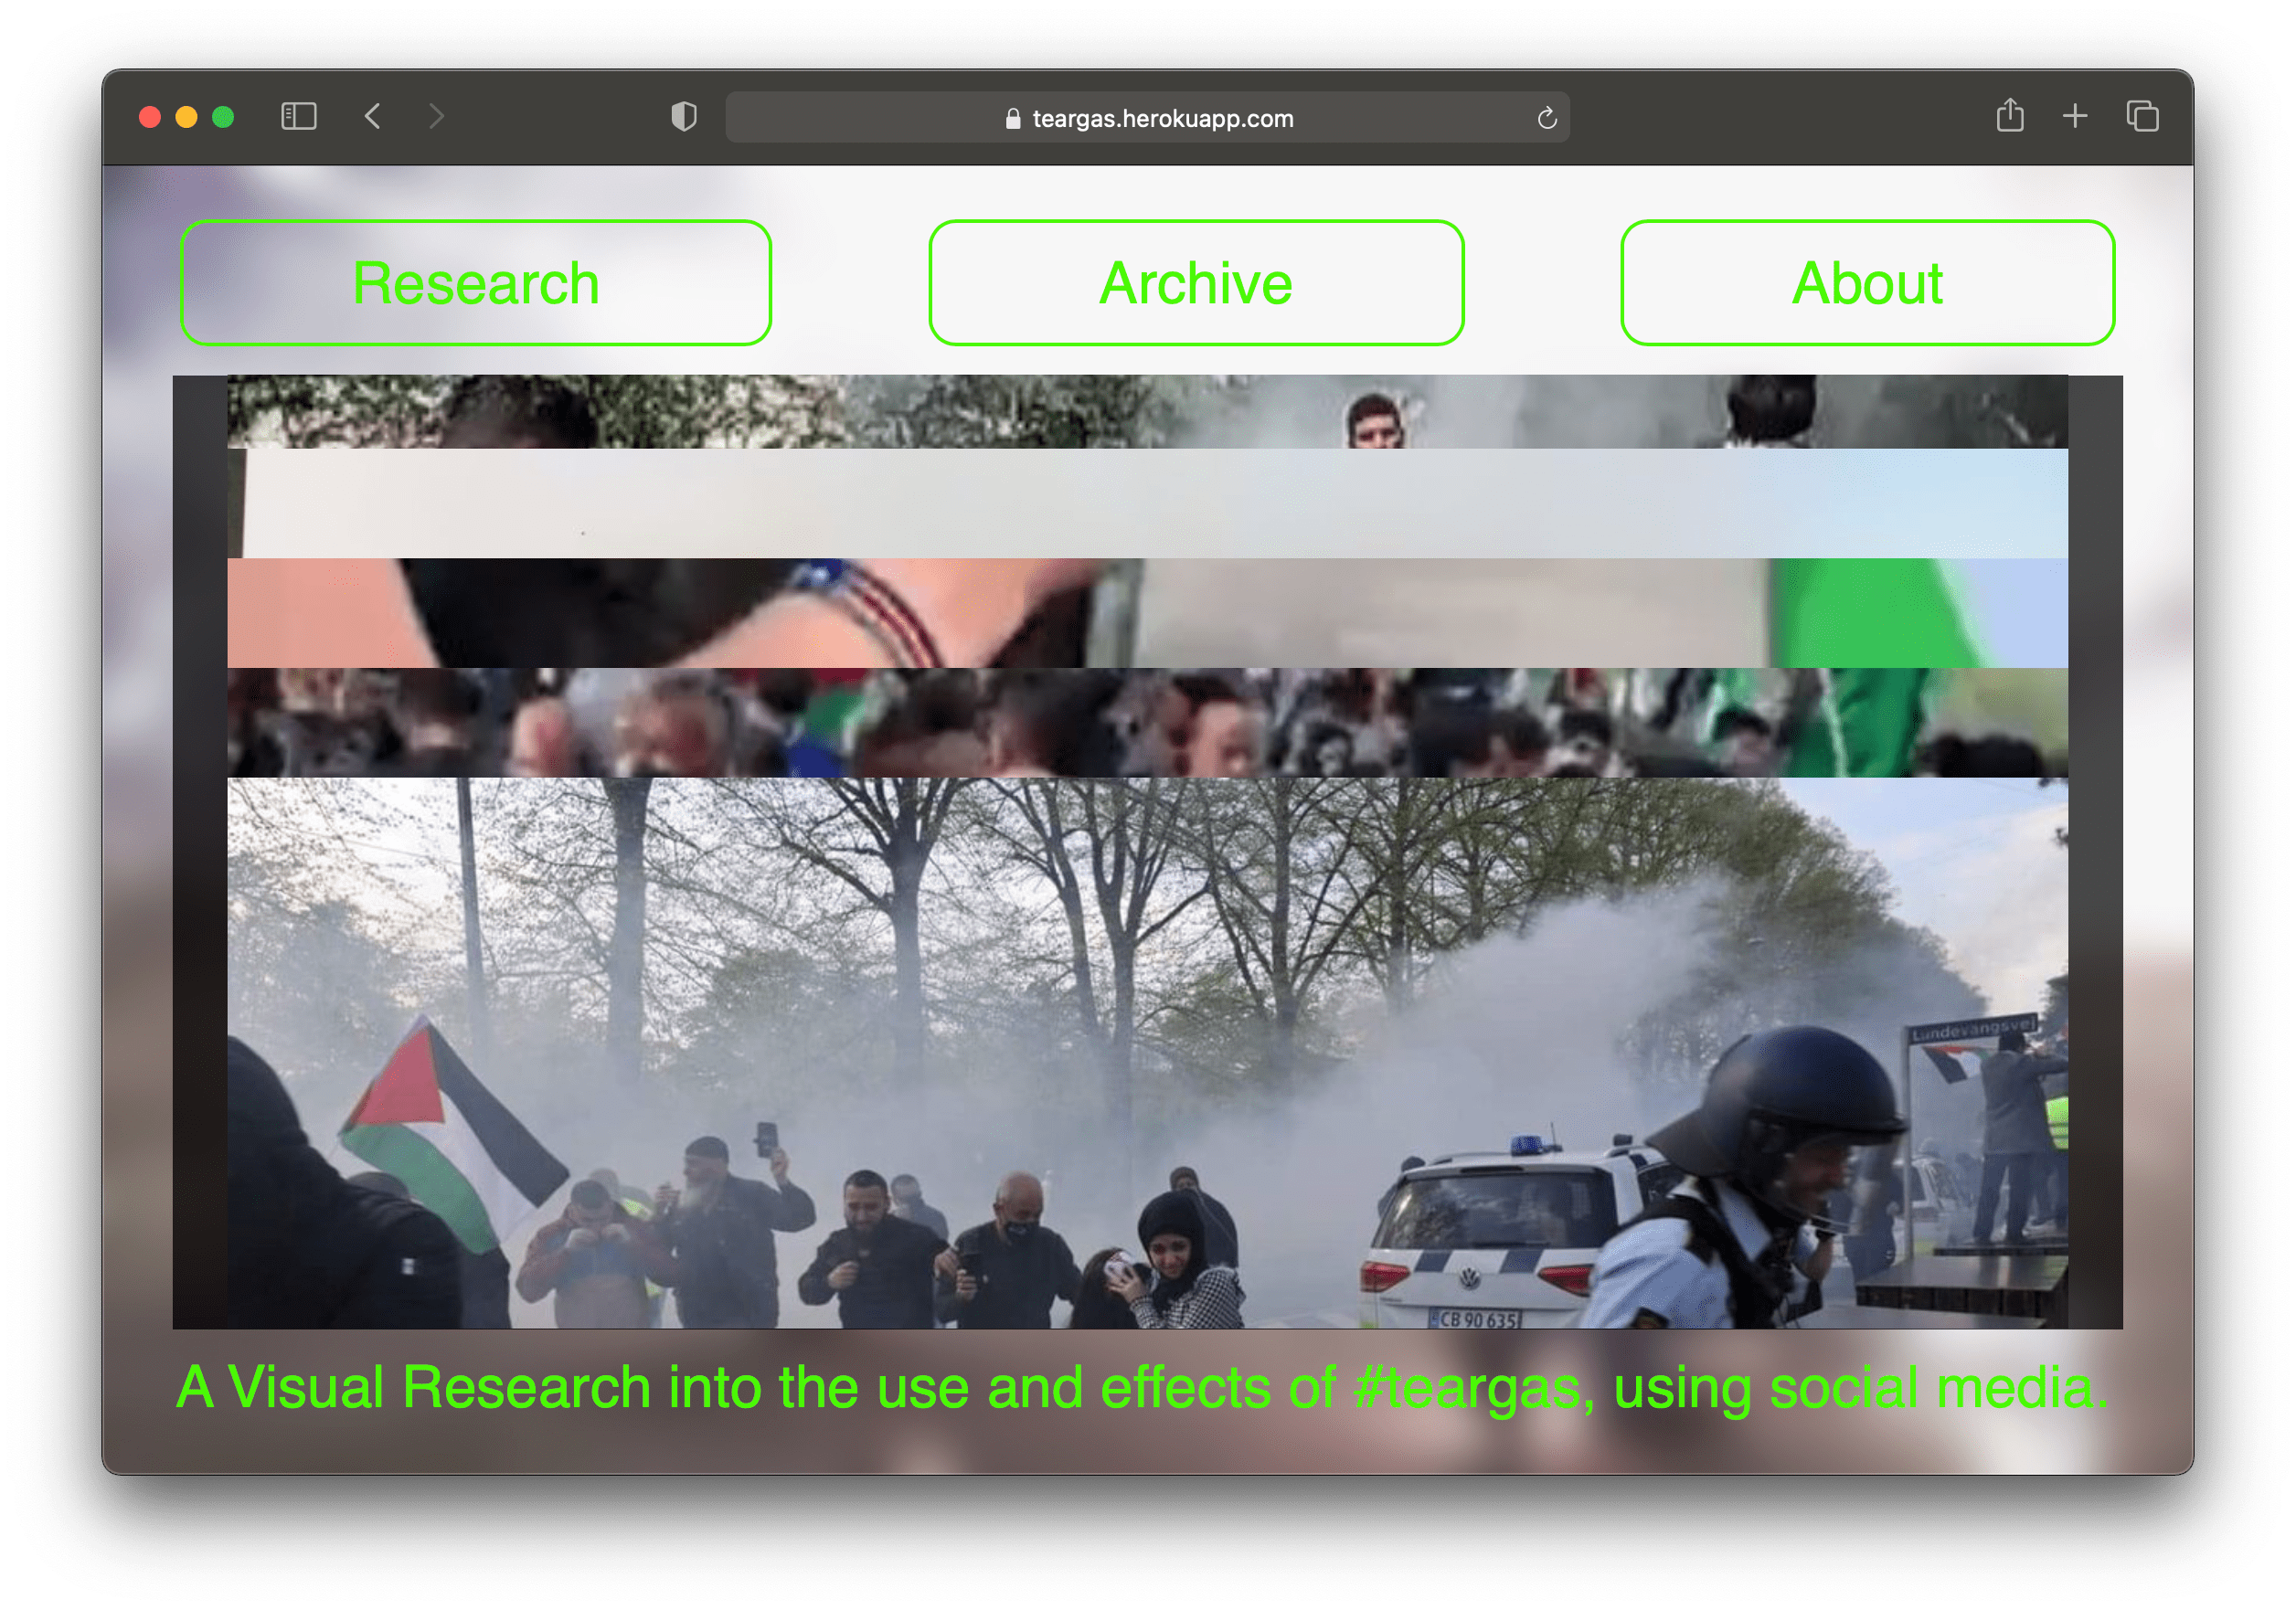 teargas.herokuapp.com
Research
Archive
About
Lundevangsvej
CB 90 635
A Visual Research into the use and effects of #teargas, using social media.